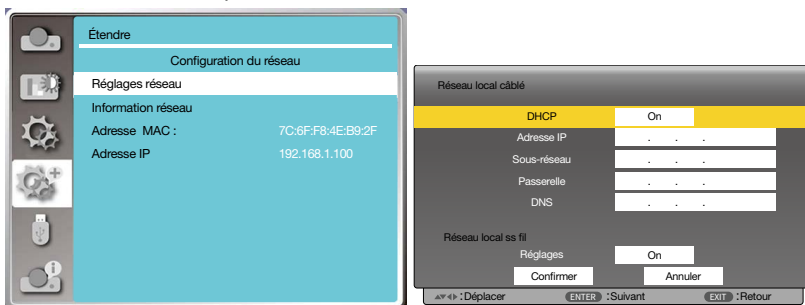 Étendre
Configuration du réseau
Réglages réseau
Information réseau
Adresse MAC : 7C:6F:F8:4E:B9:2F
Adresse IP 192.168.1.100
Réseau local câblé
DHCP On
Adresse IP . . .
Sous-réseau . . .
Passerelle . . .
DNS . . .
Réseau local ss fil
Réglages On
Confirmer Annuler
▲▼◀▶ :Déplacer ENTER :Suivant EXIT :Retour